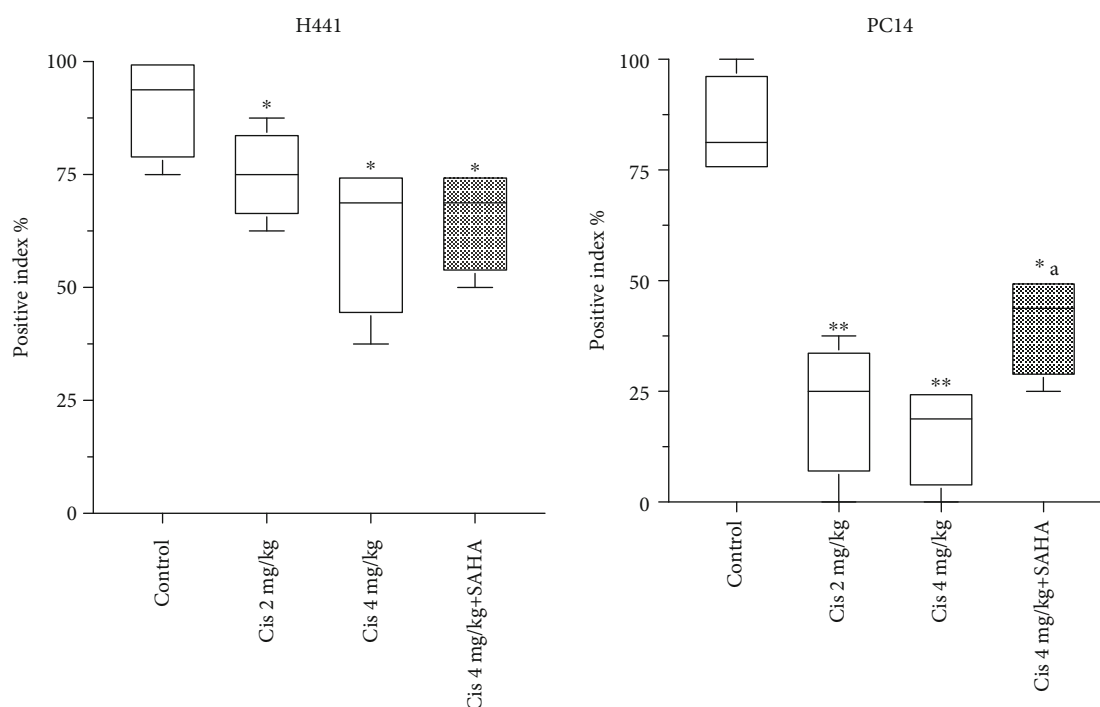 H441
Positive index %
100
75
50
25
0
*
*
*
Control
Cis 2 mg/kg
Cis 4 mg/kg
Cis 4 mg/kg+SAHA
PC14
Positive index %
100
75
50
25
0
**
**
* a
Control
Cis 2 mg/kg
Cis 4 mg/kg
Cis 4 mg/kg+SAHA